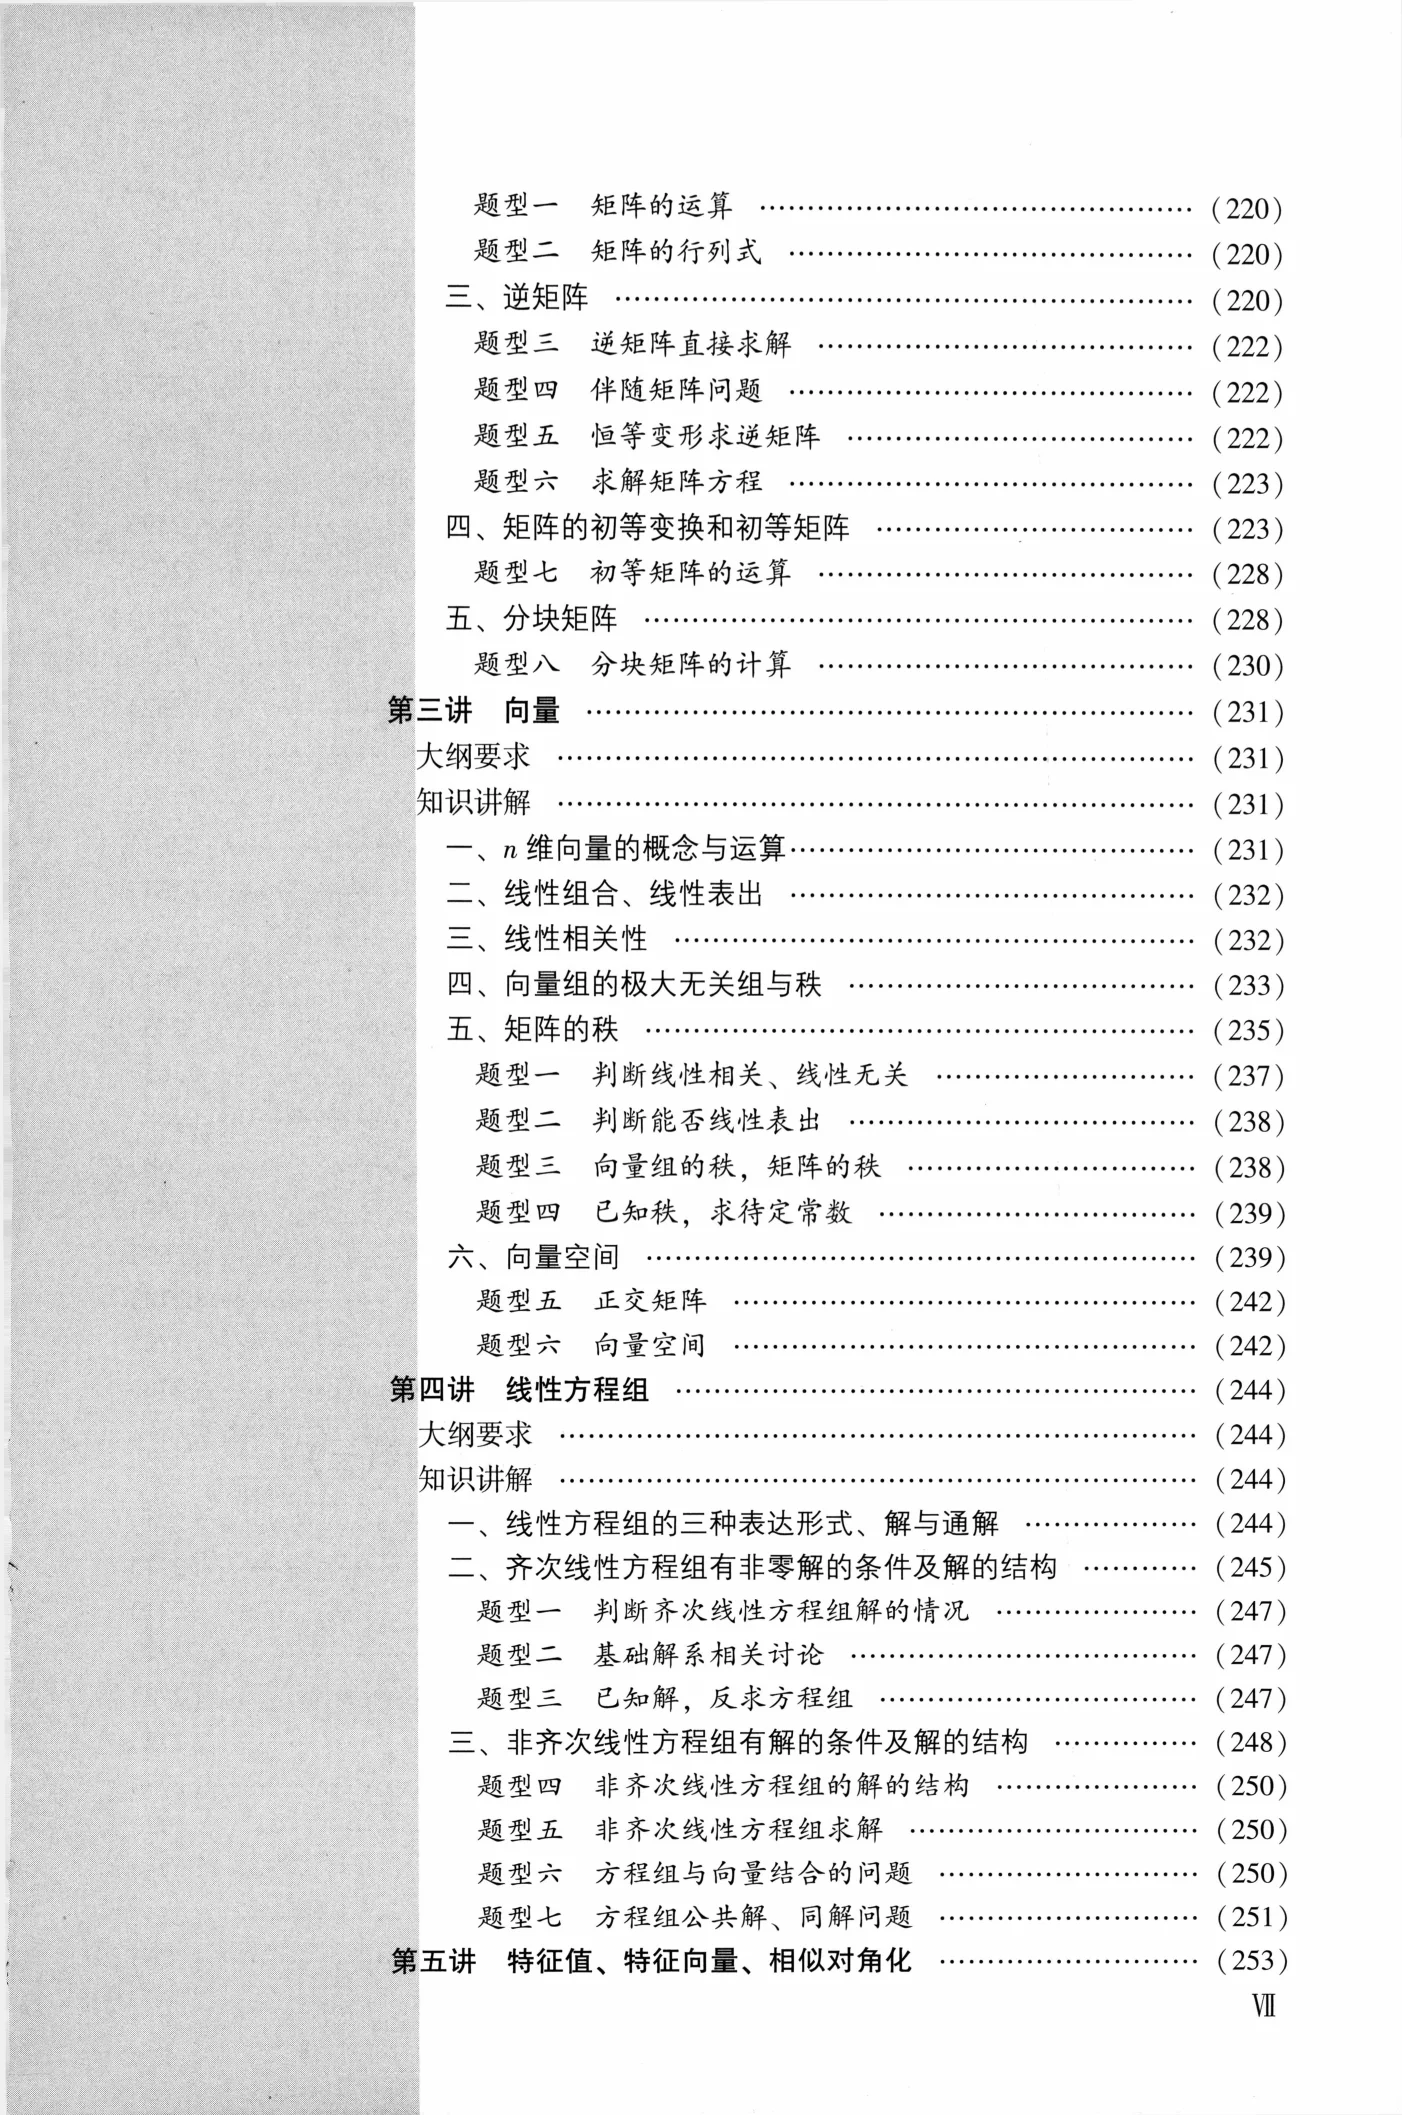 题型一　矩阵的运算 …………………………………… (220)
题型二　矩阵的行列式 …………………………………… (220)
三、逆矩阵 …………………………………… (220)
题型三　逆矩阵直接求解 …………………………………… (222)
题型四　伴随矩阵问题 …………………………………… (222)
题型五　恒等变形求逆矩阵 …………………………………… (222)
题型六　求解矩阵方程 …………………………………… (223)
四、矩阵的初等变换和初等矩阵 …………………………………… (223)
题型七　初等矩阵的运算 …………………………………… (228)
五、分块矩阵 …………………………………… (228)
题型八　分块矩阵的计算 …………………………………… (230)
第三讲　向量 …………………………………… (231)
大纲要求 …………………………………… (231)
知识讲解 …………………………………… (231)
一、n 维向量的概念与运算 …………………………………… (231)
二、线性组合、线性表出 …………………………………… (232)
三、线性相关性 …………………………………… (232)
四、向量组的极大无关组与秩 …………………………………… (233)
五、矩阵的秩 …………………………………… (235)
题型一　判断线性相关、线性无关 …………………………………… (237)
题型二　判断能否线性表出 …………………………………… (238)
题型三　向量组的秩，矩阵的秩 …………………………………… (238)
题型四　已知秩，求待定常数 …………………………………… (239)
六、向量空间 …………………………………… (239)
题型五　正交矩阵 …………………………………… (242)
题型六　向量空间 …………………………………… (242)
第四讲　线性方程组 …………………………………… (244)
大纲要求 …………………………………… (244)
知识讲解 …………………………………… (244)
一、线性方程组的三种表达形式、解与通解 ……………… (244)
二、齐次线性方程组有非零解的条件及解的结构 ………… (245)
题型一　判断齐次线性方程组解的情况 ………………… (247)
题型二　基础解系相关讨论 …………………………………… (247)
题型三　已知解，反求方程组 …………………………………… (247)
三、非齐次线性方程组有解的条件及解的结构 …………… (248)
题型四　非齐次线性方程组的解的结构 ………………… (250)
题型五　非齐次线性方程组求解 ………………………… (250)
题型六　方程组与向量结合的问题 ……………………… (250)
题型七　方程组公共解、同解问题 ……………………… (251)
第五讲　特征值、特征向量、相似对角化 ……………………… (253)
Ⅶ